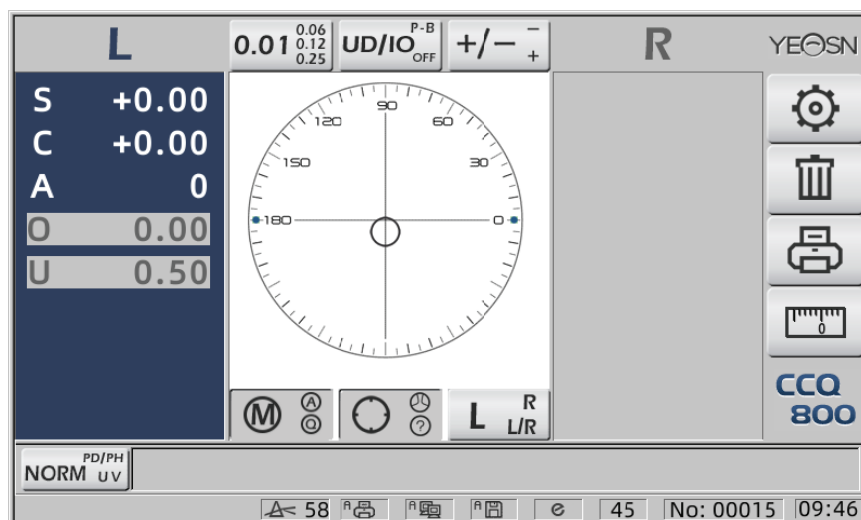 L
0.01 0.06 0.12 0.25
UD/IO P-B OFF
+/− − +
R
YEOSN
S +0.00
C +0.00
A 0
O 0.00
U 0.50
90
120
60
150
30
180
0
0
M A Q
?
L R L/R
CCQ
800
NORM PD/PH UV
58
A
A
A
e
45
No: 00015
09:46